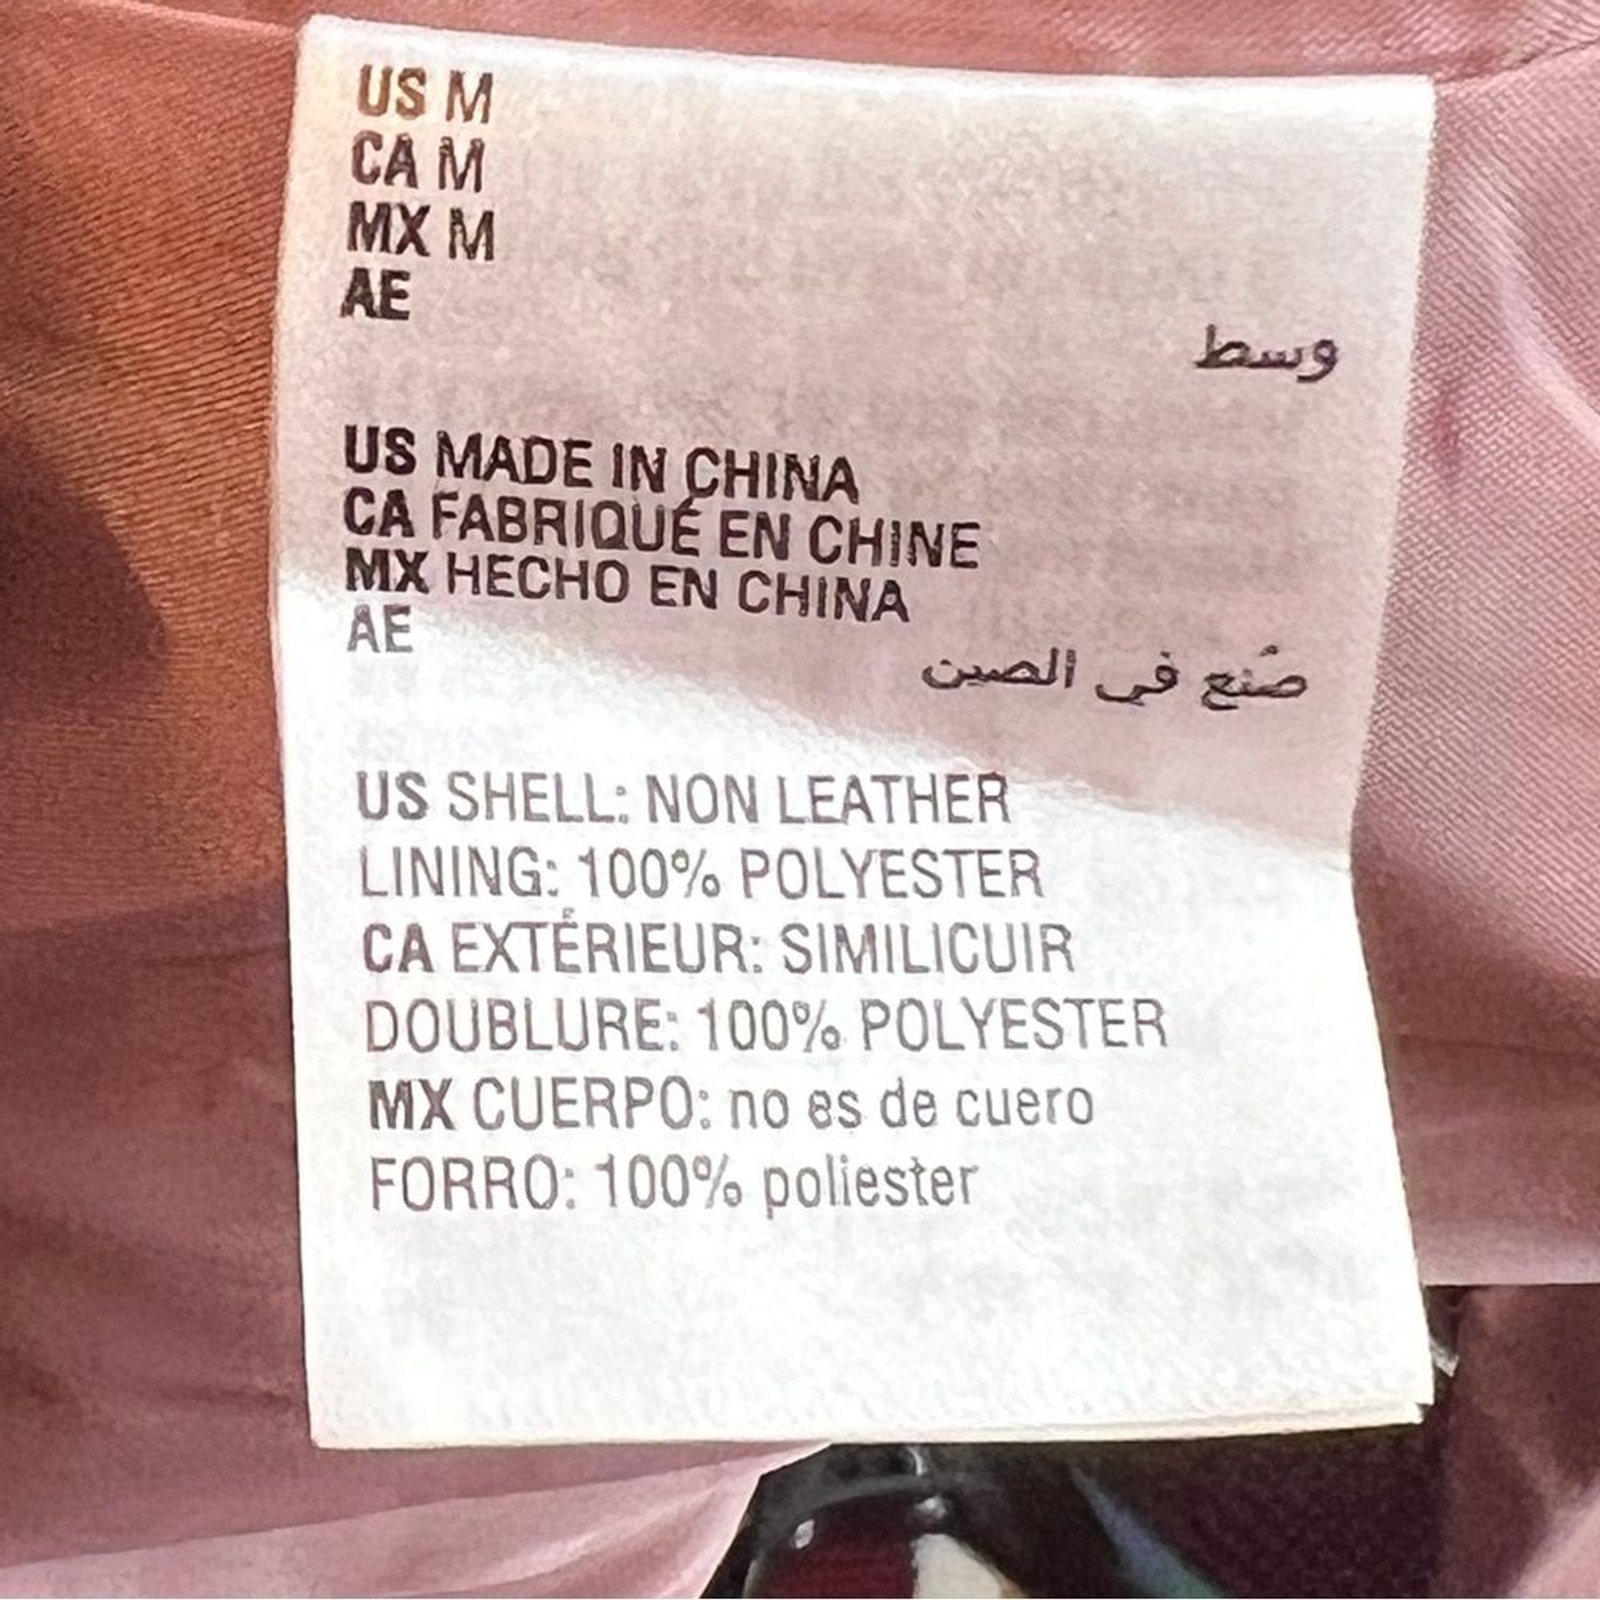 US M
CA M
MX M
AE
وسط
US MADE IN CHINA
CA FABRIQUÉ EN CHINE
MX HECHO EN CHINA
AE
صُنع في الصين
US SHELL: NON LEATHER
LINING: 100% POLYESTER
CA EXTÉRIEUR: SIMILICUIR
DOUBLURE: 100% POLYESTER
MX CUERPO: no es de cuero
FORRO: 100% poliester